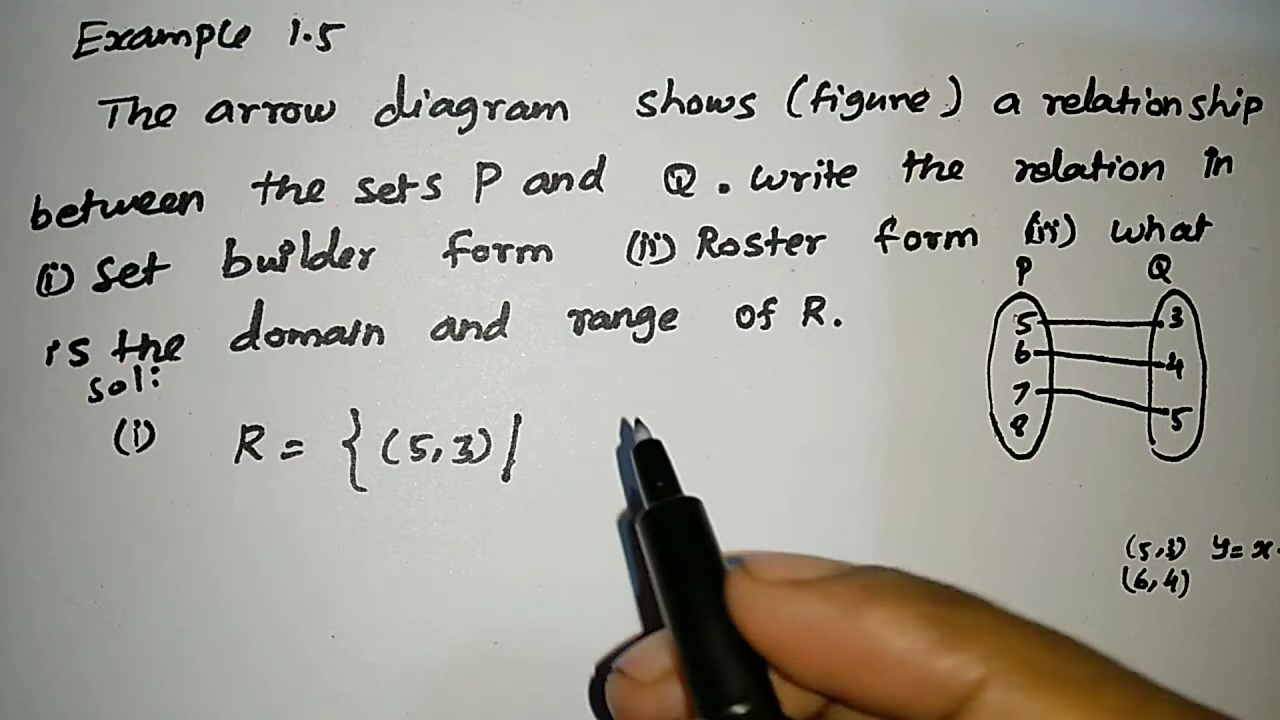 Example 1.5
The arrow diagram shows (figure) a relationship
between the sets P and Q. write the relation in
(i) set builder form (ii) Roster form (iii) what
is the domain and range of R.
sol:
(i) R = {(5,3)|
P Q
5 3
6 4
7 5
8
(5,3) y=x-
(6,4)